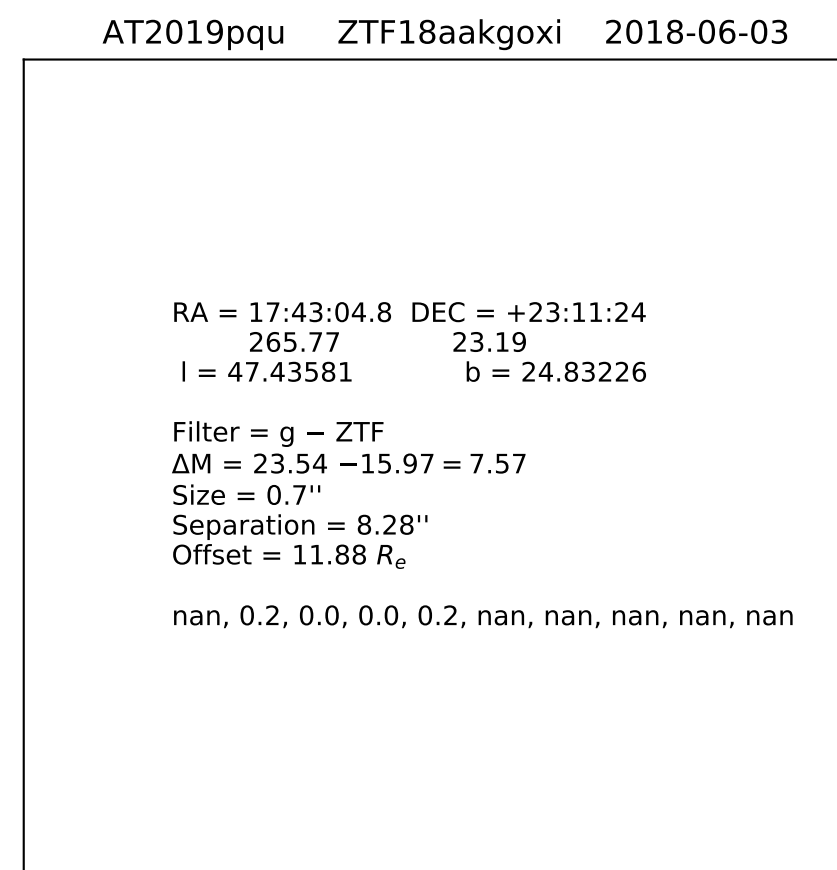 AT2019pqu ZTF18aakgoxi 2018-06-03
RA = 17:43:04.8 DEC = +23:11:24
265.77 23.19
l = 47.43581 b = 24.83226
Filter = g − ZTF
ΔM = 23.54 −15.97 = 7.57
Size = 0.7''
Separation = 8.28''
Offset = 11.88 Rₑ
nan, 0.2, 0.0, 0.0, 0.2, nan, nan, nan, nan, nan